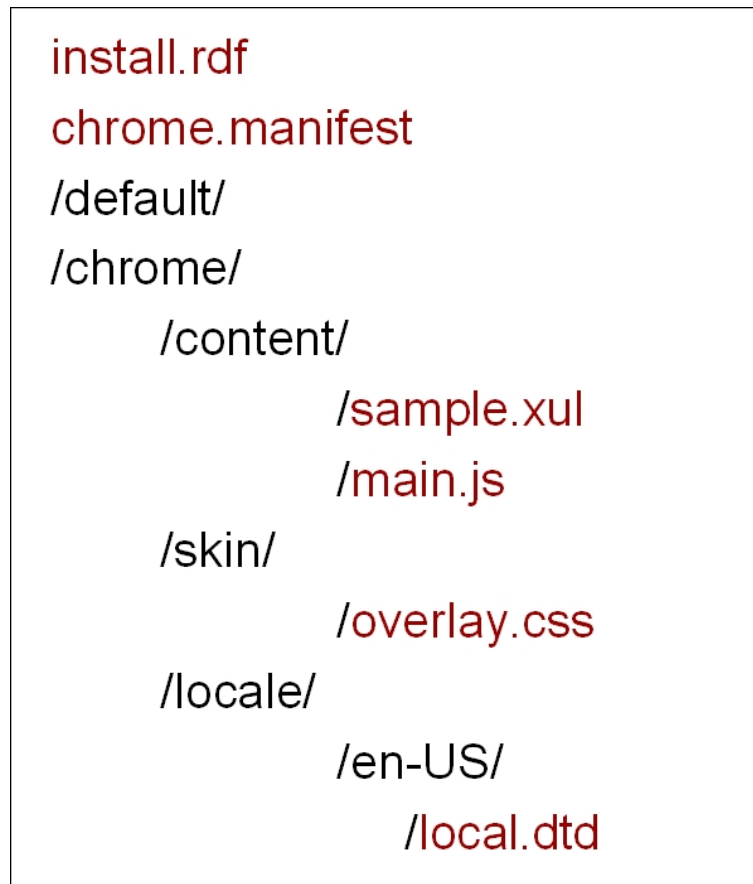 install.rdf
chrome.manifest
/default/
/chrome/
/content/
/sample.xul
/main.js
/skin/
/overlay.css
/locale/
/en-US/
/local.dtd